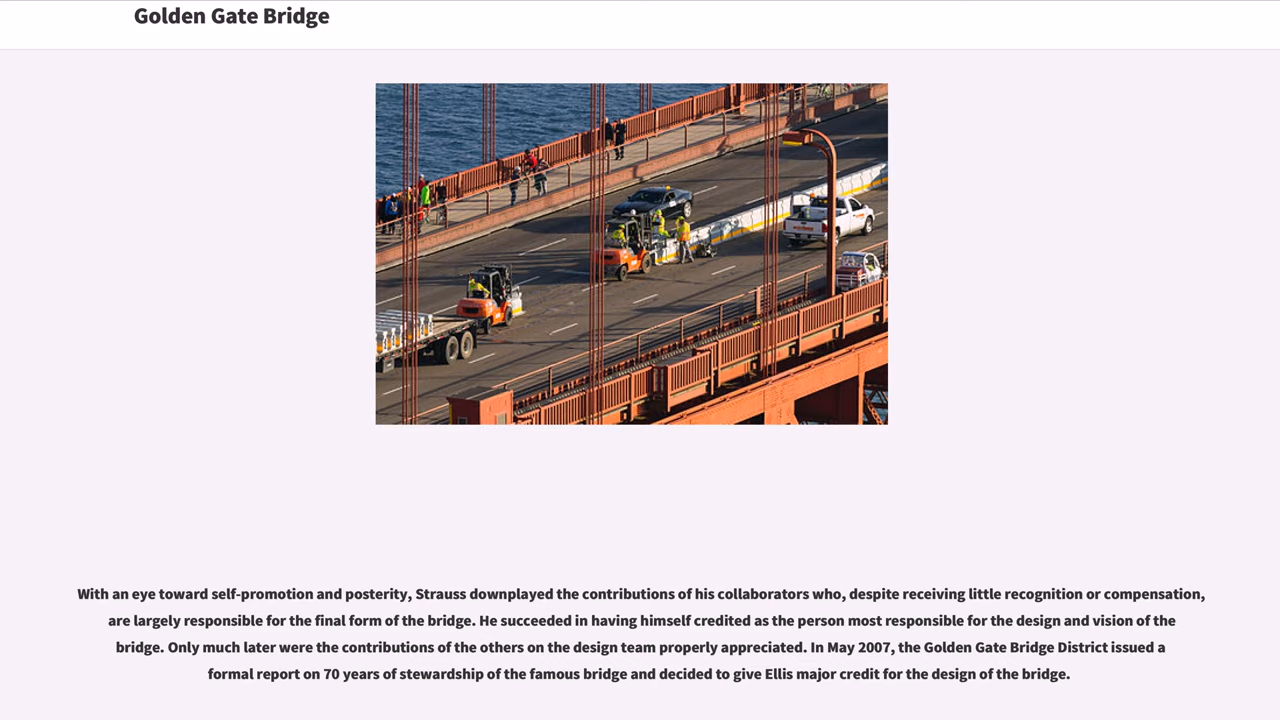 Golden Gate Bridge
With an eye toward self-promotion and posterity, Strauss downplayed the contributions of his collaborators who, despite receiving little recognition or compensation,
are largely responsible for the final form of the bridge. He succeeded in having himself credited as the person most responsible for the design and vision of the
bridge. Only much later were the contributions of the others on the design team properly appreciated. In May 2007, the Golden Gate Bridge District issued a
formal report on 70 years of stewardship of the famous bridge and decided to give Ellis major credit for the design of the bridge.